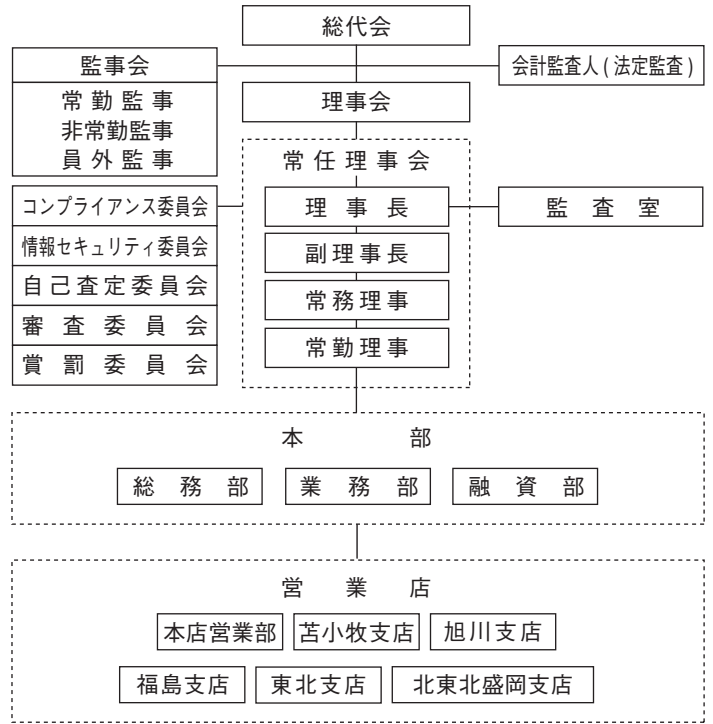 総代会
監事会
会計監査人(法定監査)
常勤監事
非常勤監事
員外監事
理事会
常任理事会
コンプライアンス委員会
理事長
監査室
情報セキュリティ委員会
副理事長
自己査定委員会
常務理事
審査委員会
常勤理事
賞罰委員会
本部
総務部 業務部 融資部
営業店
本店営業部 苫小牧支店 旭川支店
福島支店 東北支店 北東北盛岡支店